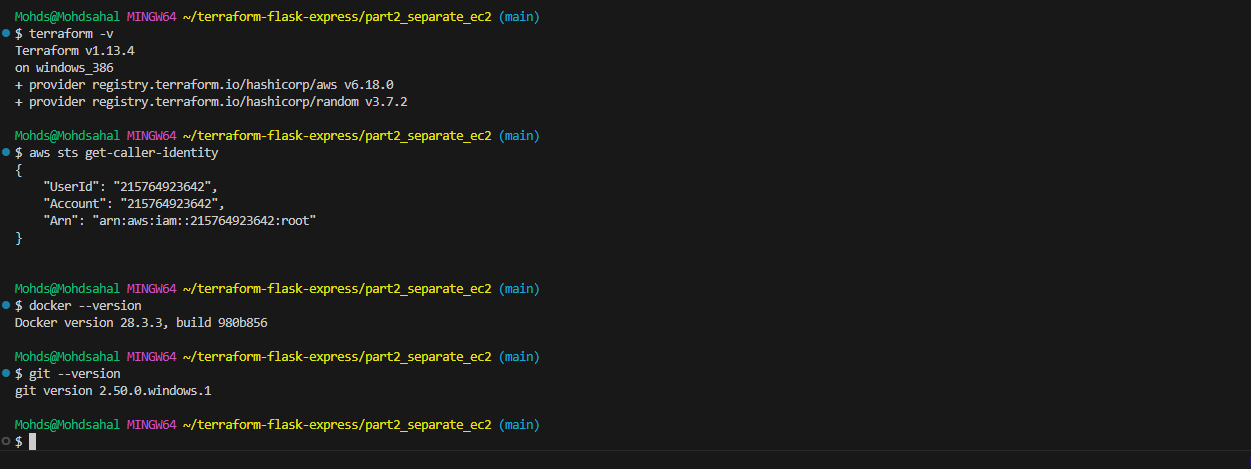 Mohds@Mohdsahal MINGW64 ~/terraform-flask-express/part2_separate_ec2 (main)
$ terraform -v
Terraform v1.13.4
on windows_386
+ provider registry.terraform.io/hashicorp/aws v6.18.0
+ provider registry.terraform.io/hashicorp/random v3.7.2
Mohds@Mohdsahal MINGW64 ~/terraform-flask-express/part2_separate_ec2 (main)
$ aws sts get-caller-identity
{
    "UserId": "215764923642",
    "Account": "215764923642",
    "Arn": "arn:aws:iam::215764923642:root"
}
Mohds@Mohdsahal MINGW64 ~/terraform-flask-express/part2_separate_ec2 (main)
$ docker --version
Docker version 28.3.3, build 980b856
Mohds@Mohdsahal MINGW64 ~/terraform-flask-express/part2_separate_ec2 (main)
$ git --version
git version 2.50.0.windows.1
Mohds@Mohdsahal MINGW64 ~/terraform-flask-express/part2_separate_ec2 (main)
$